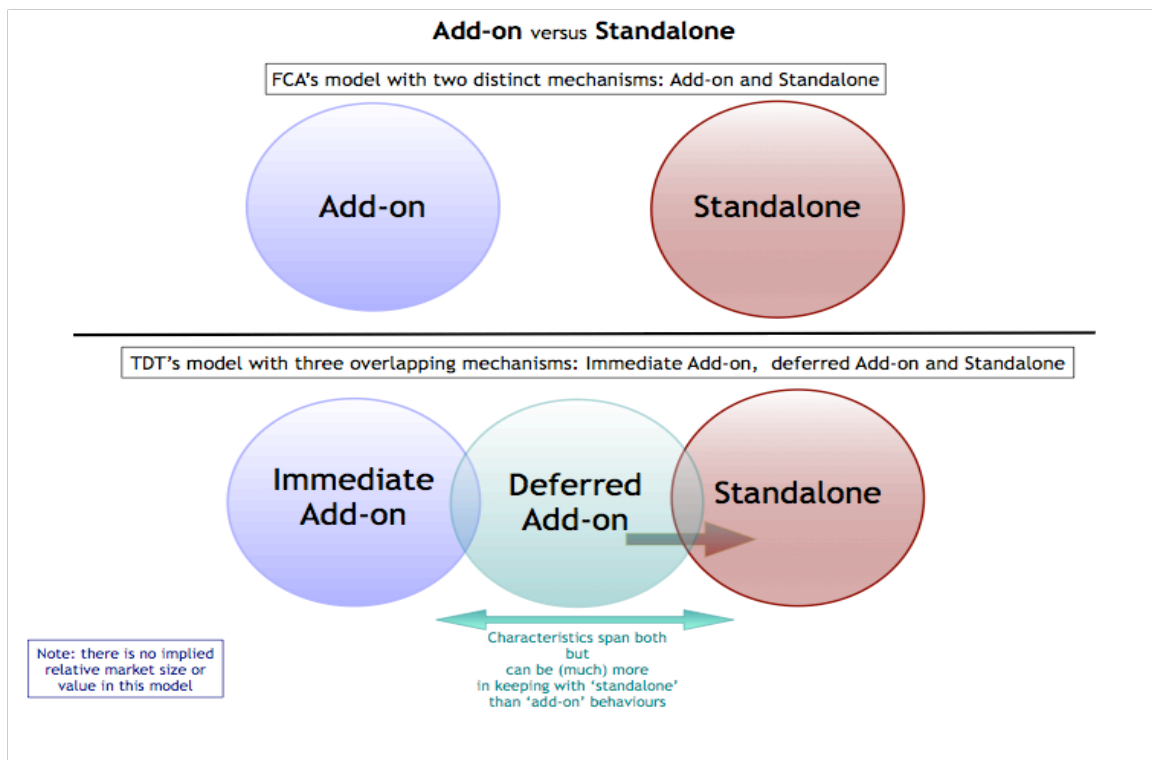 Add-on versus Standalone
FCA's model with two distinct mechanisms: Add-on and Standalone
Add-on
Standalone
TDT's model with three overlapping mechanisms: Immediate Add-on, deferred Add-on and Standalone
Immediate
Add-on
Deferred
Add-on
Standalone
Characteristics span both
but
can be (much) more
in keeping with 'standalone'
than 'add-on' behaviours
Note: there is no implied
relative market size or
value in this model